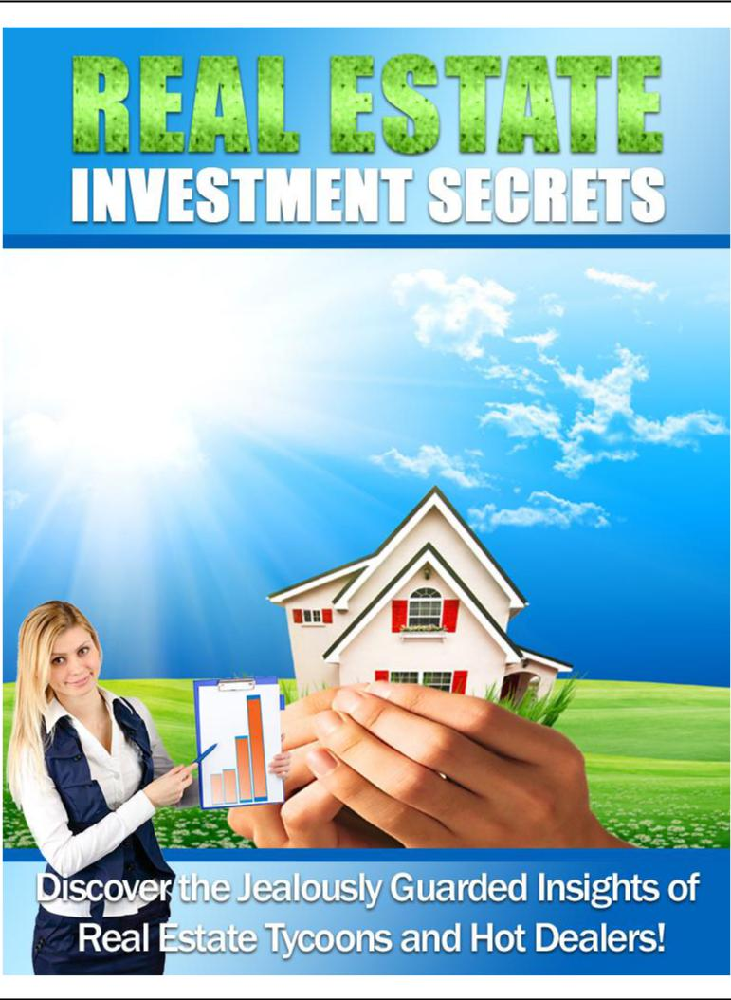 REAL ESTATE
INVESTMENT SECRETS
Discover the Jealously Guarded Insights of
Real Estate Tycoons and Hot Dealers!